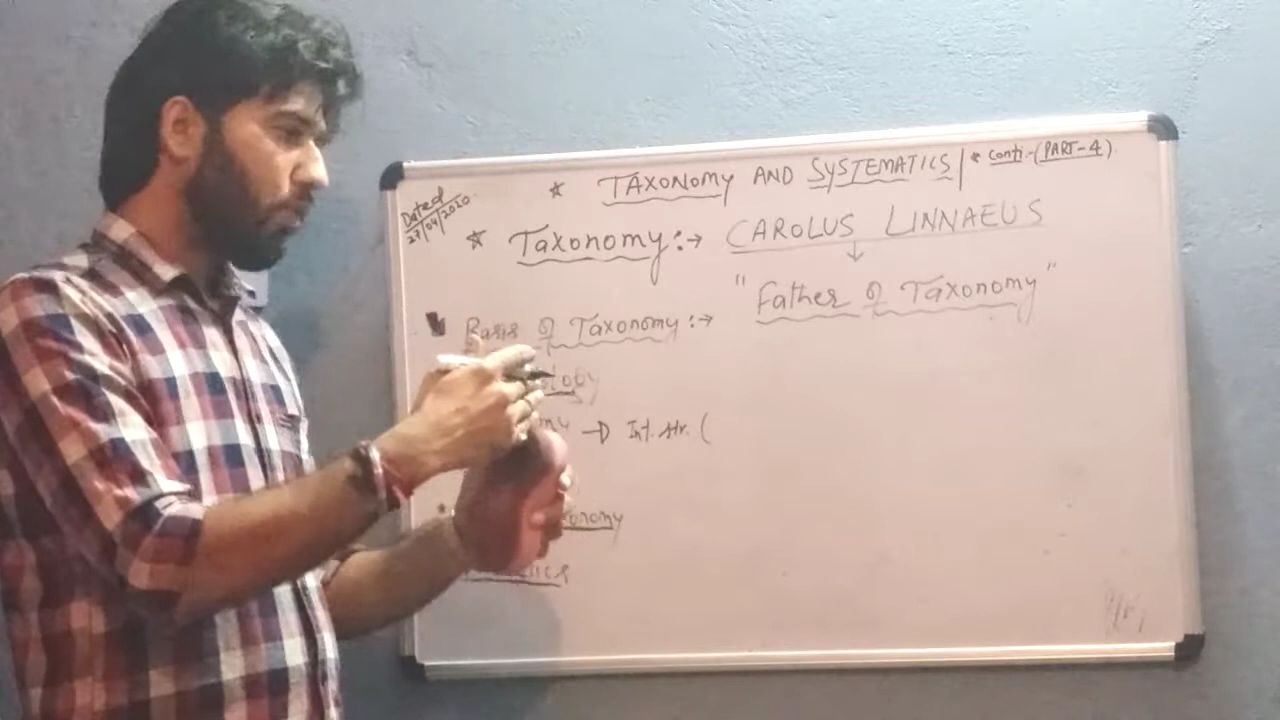 Dated
27/04/2020
* TAXONOMY AND SYSTEMATICS | * Conti-(PART-4).
* Taxonomy :→ CAROLUS LINNAEUS
↓
"Father of Taxonomy"
Basis of Taxonomy :→
ology
my → Int. str. (
*
onomy